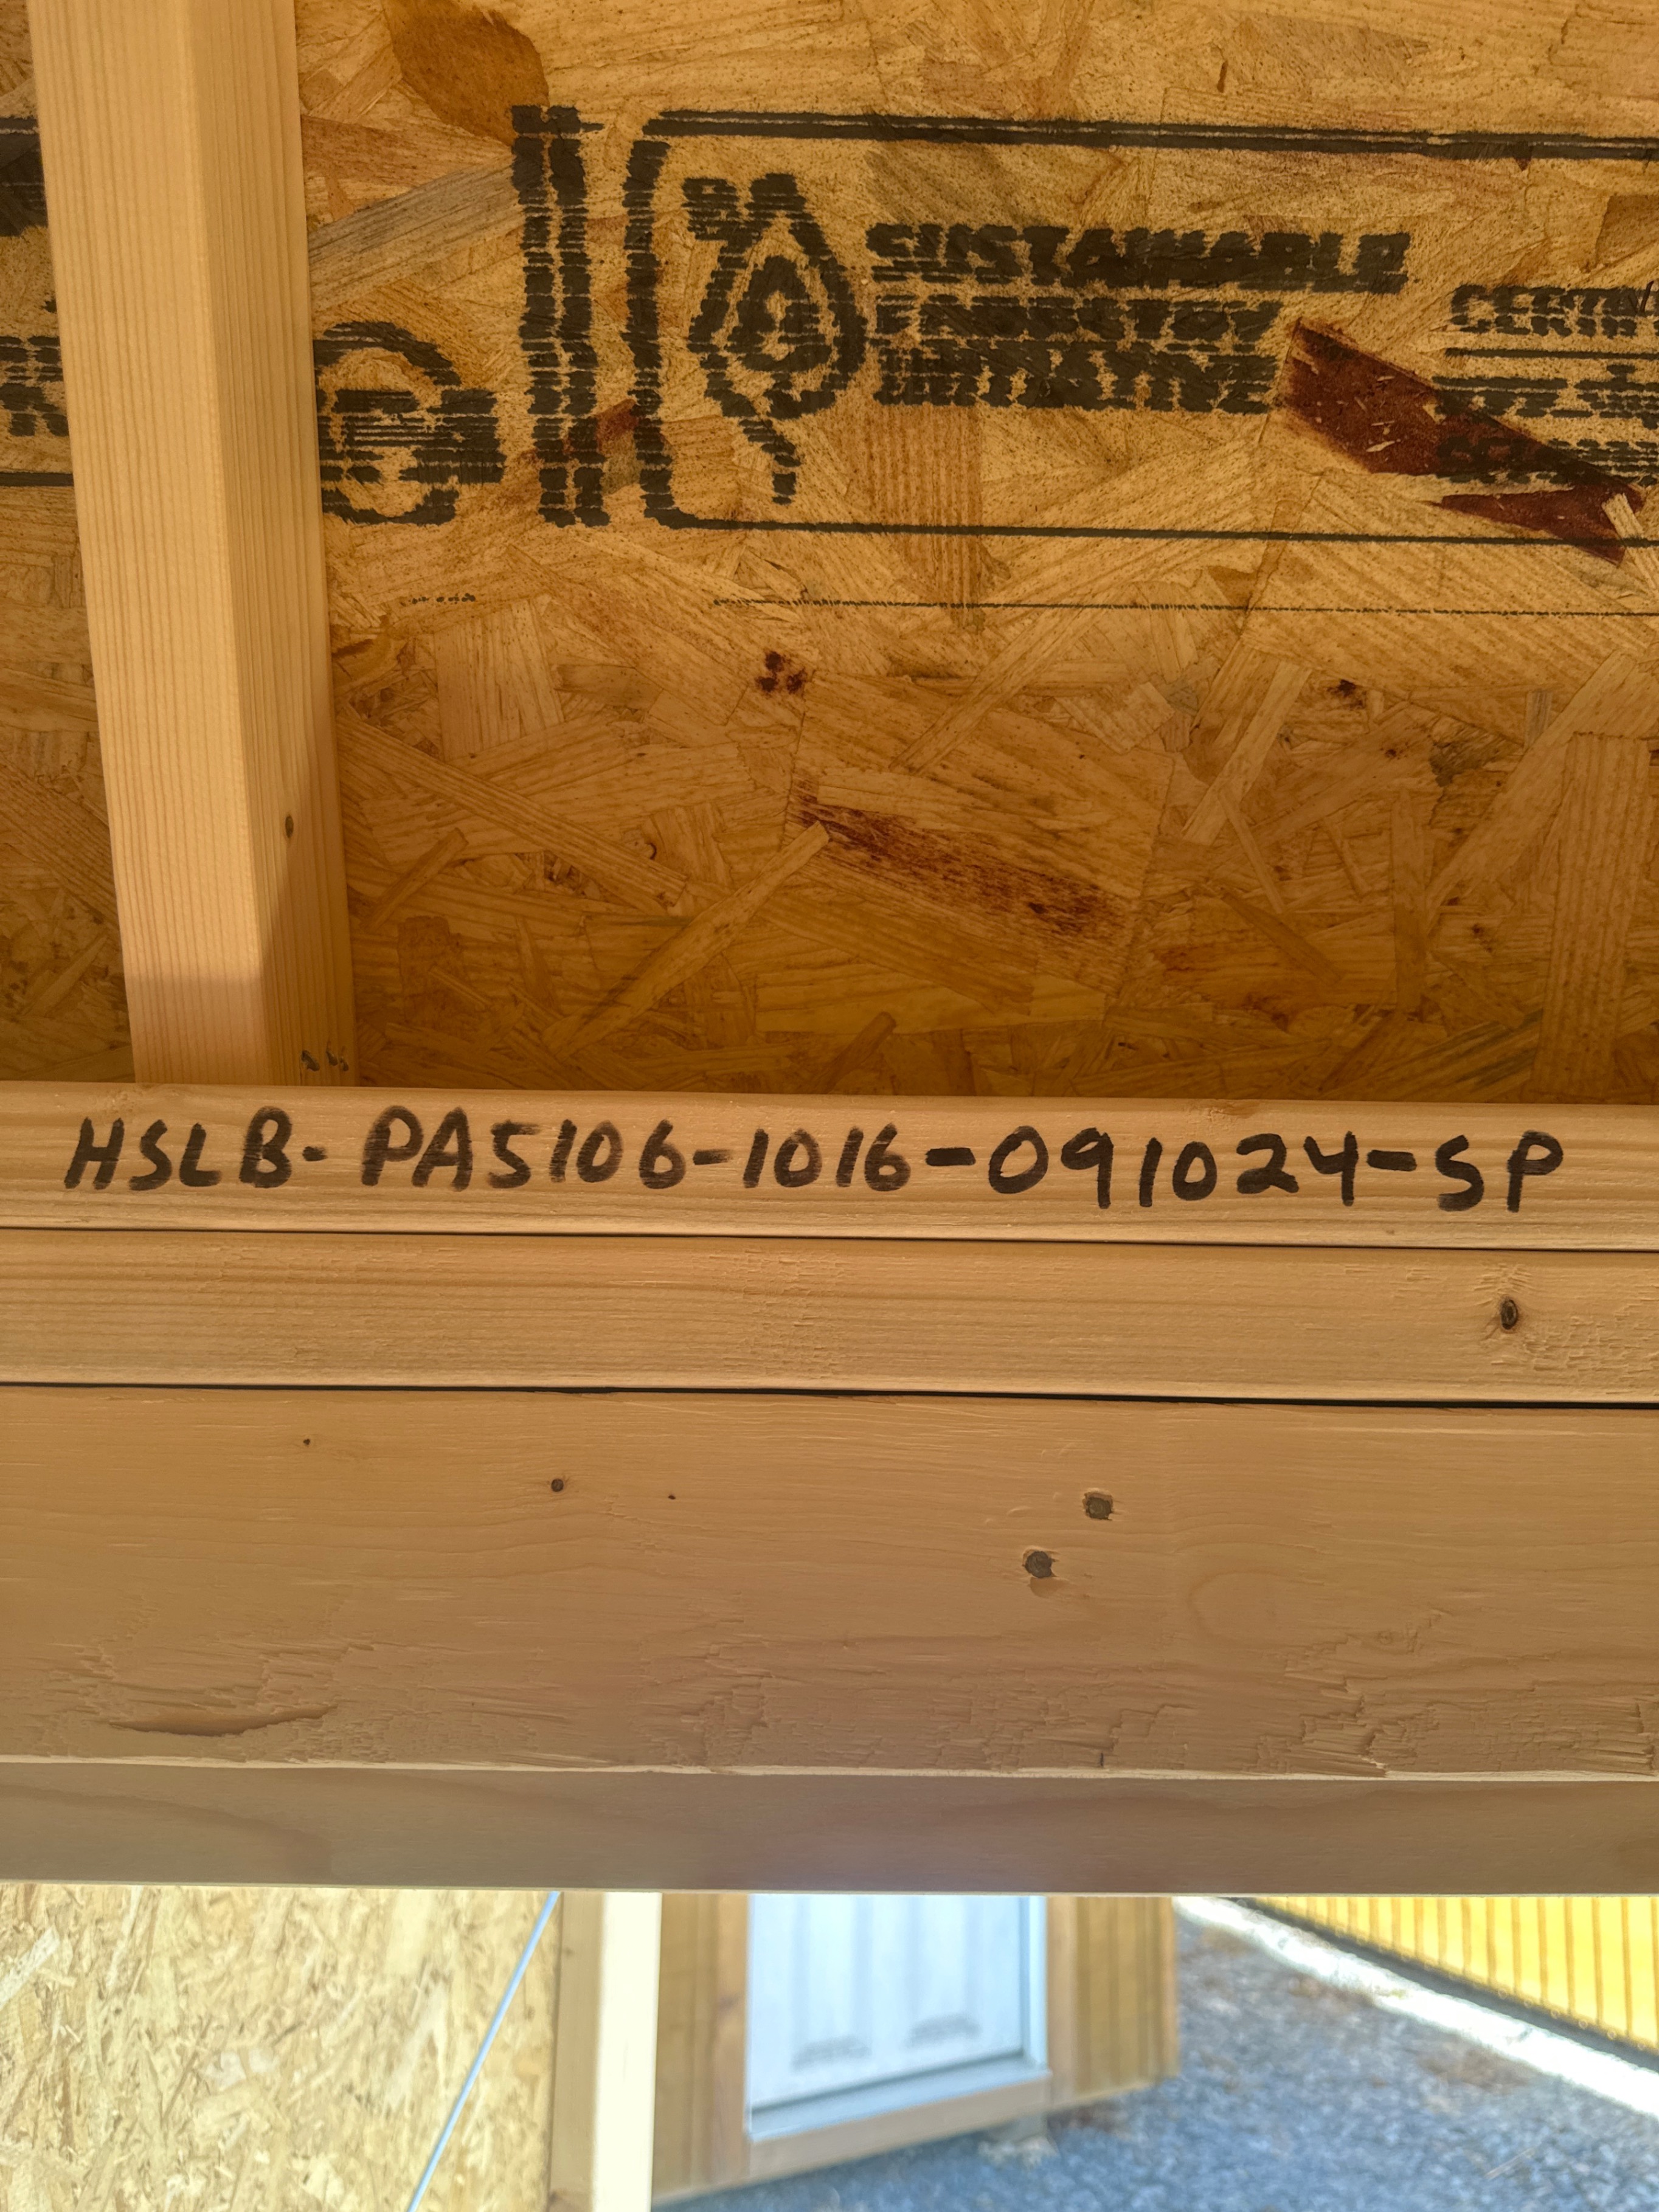 SUSTAINABLE
FORESTRY
INITIATIVE
HSLB-PA5106-1016-091024-SP